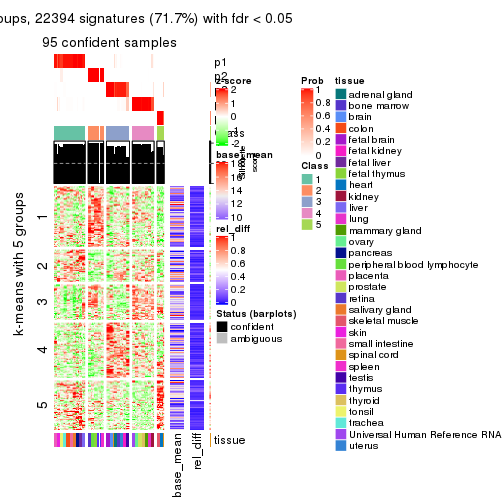 oups, 22394 signatures (71.7%) with fdr < 0.05
95 confident samples
p1
p2
z-score
2
1
0
-1
-2
base_mean
16
14
12
10
rel_diff
1
0.8
0.6
0.4
0.2
0
Status (barplots)
confident
ambiguous
Prob
1
0.8
0.6
0.4
0.2
0
Class
1
2
3
4
5
tissue
adrenal gland
bone marrow
brain
colon
fetal brain
fetal kidney
fetal liver
fetal thymus
heart
kidney
liver
lung
mammary gland
ovary
pancreas
peripheral blood lymphocyte
placenta
prostate
retina
salivary gland
skeletal muscle
skin
small intestine
spinal cord
spleen
testis
thymus
thyroid
tonsil
trachea
Universal Human Reference RNA
uterus
k-means with 5 groups
1
2
3
4
5
tissue
base_mean
rel_diff